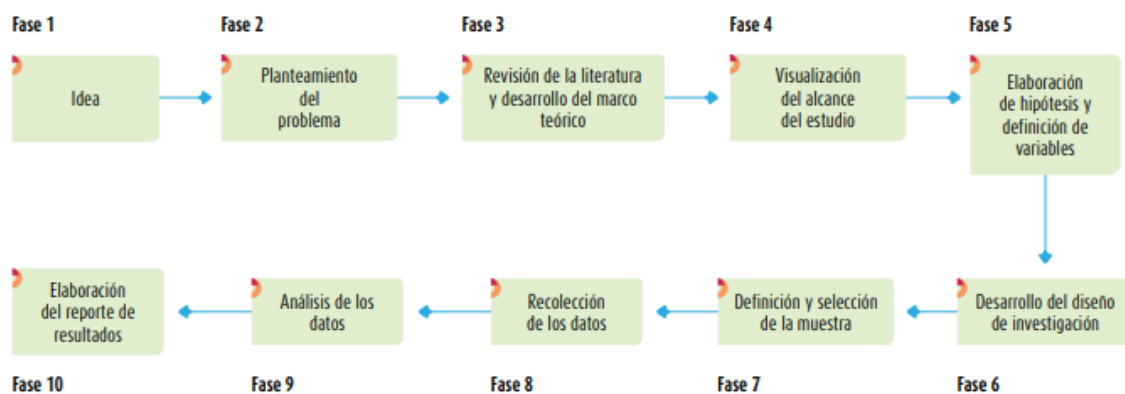 Fase 1
Fase 2
Fase 3
Fase 4
Fase 5
Idea
Planteamiento
del
problema
Revisión de la literatura
y desarrollo del marco
teórico
Visualización
del alcance
del estudio
Elaboración
de hipótesis y
definición de
variables
Desarrollo del diseño
de investigación
Definición y selección
de la muestra
Recolección
de los datos
Análisis de los
datos
Elaboración
del reporte de
resultados
Fase 10
Fase 9
Fase 8
Fase 7
Fase 6